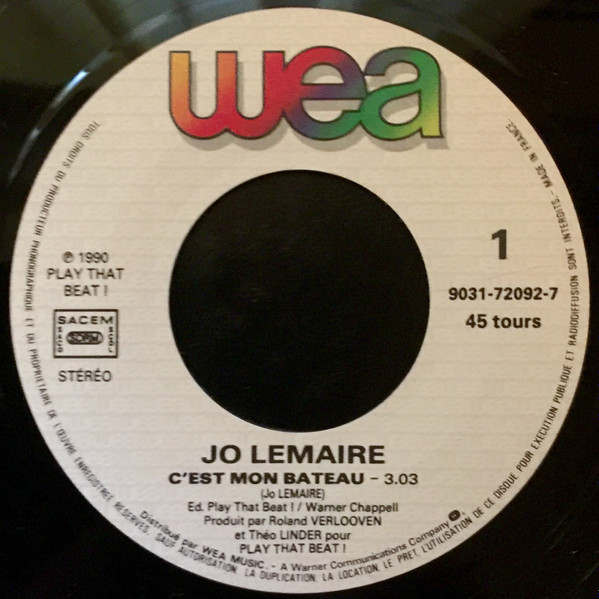 wea
1
9031-72092-7
45 tours
℗ 1990
PLAY THAT
BEAT !
SACEM
SACD
SDRM
SGDL
STÉRÉO
JO LEMAIRE
C'EST MON BATEAU – 3.03
(Jo LEMAIRE)
Ed. Play That Beat ! / Warner Chappell
Produit par Roland VERLOOVEN
et Théo LINDER pour
PLAY THAT BEAT !
Distribué par WEA MUSIC. - A Warner Communications Company
TOUS DROITS DU PRODUCTEUR PHONOGRAPHIQUE ET DU PROPRIETAIRE DE L'ŒUVRE ENREGISTREE RESERVES. SAUF AUTORISATION, LA DUPLICATION, LA LOCATION, LE PRET, L'UTILISATION DE CE DISQUE POUR EXECUTION PUBLIQUE ET RADIODIFFUSION SONT INTERDITS. - MADE IN FRANCE.